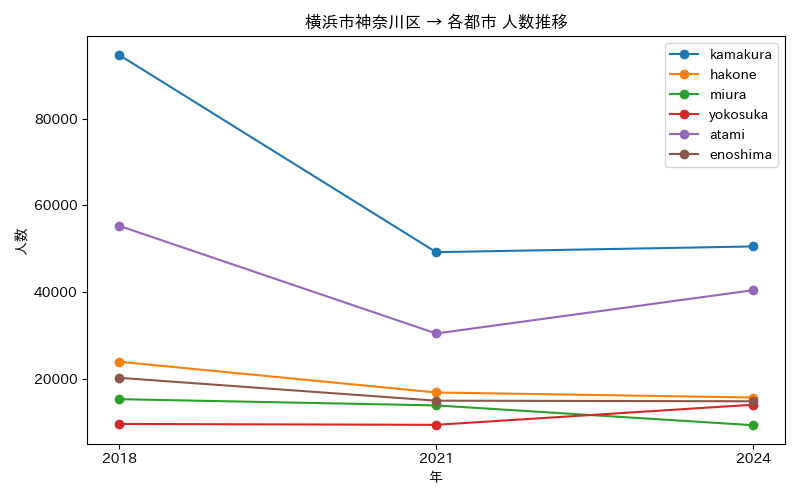 横浜市神奈川区 → 各都市 人数推移
kamakura
hakone
miura
yokosuka
atami
enoshima
80000
60000
40000
20000
人数
2018
2021
2024
年